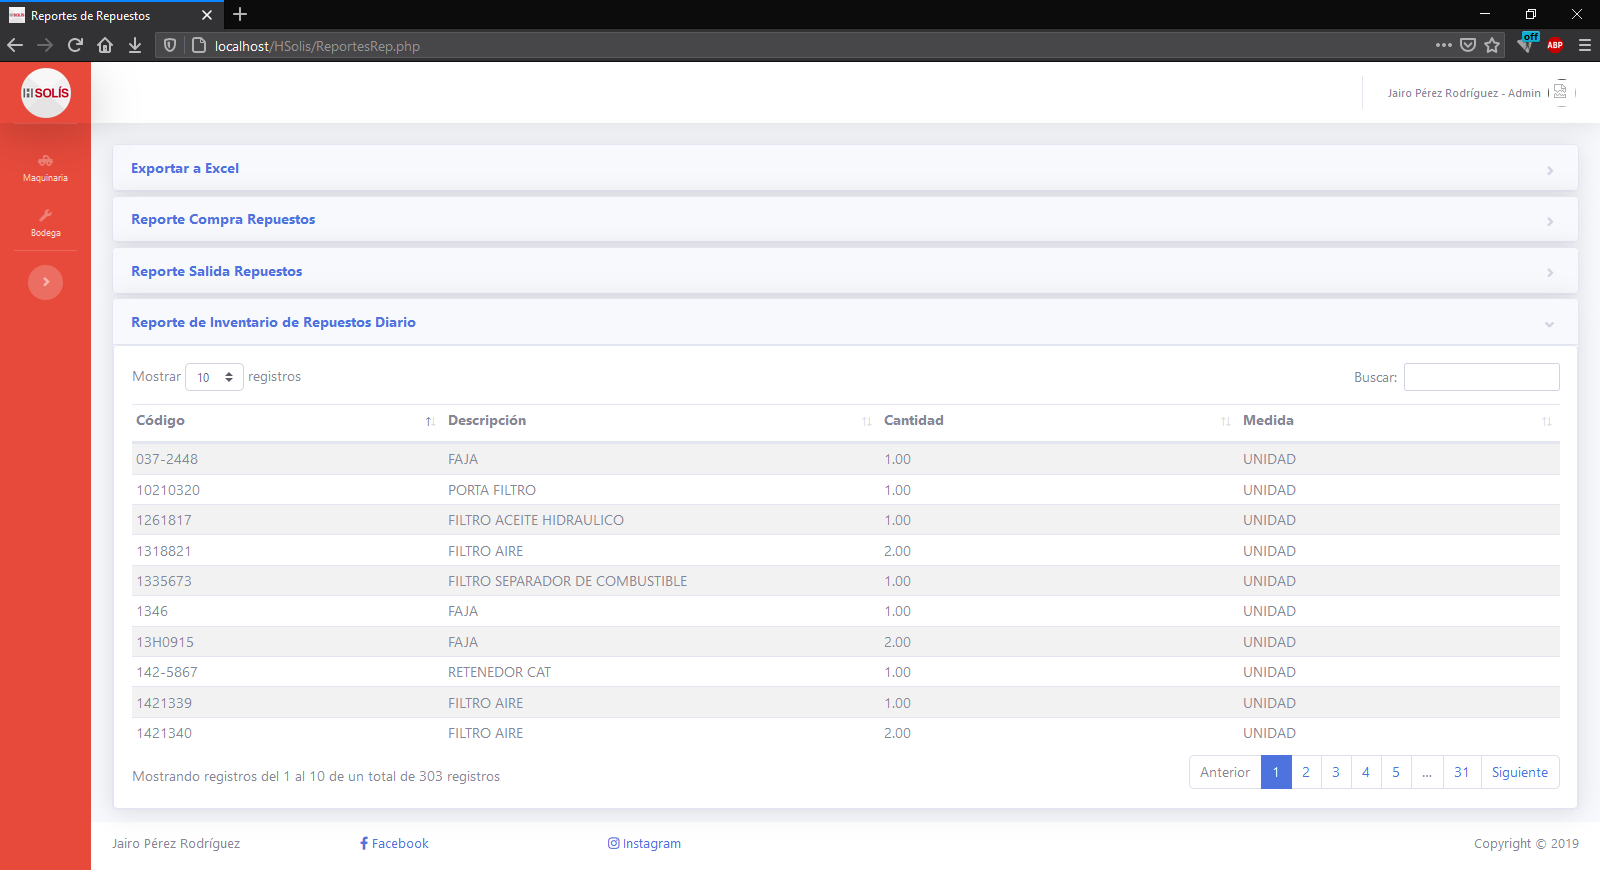 Reportes de Repuestos
localhost/HSolis/ReportesRep.php
off
ABP
HSOLÍS
Jairo Pérez Rodríguez - Admin
Maquinaria
Bodega
Exportar a Excel
Reporte Compra Repuestos
Reporte Salida Repuestos
Reporte de Inventario de Repuestos Diario
Mostrar 10 registros Buscar:
Código Descripción Cantidad Medida
037-2448 FAJA 1.00 UNIDAD
10210320 PORTA FILTRO 1.00 UNIDAD
1261817 FILTRO ACEITE HIDRAULICO 1.00 UNIDAD
1318821 FILTRO AIRE 2.00 UNIDAD
1335673 FILTRO SEPARADOR DE COMBUSTIBLE 1.00 UNIDAD
1346 FAJA 1.00 UNIDAD
13H0915 FAJA 2.00 UNIDAD
142-5867 RETENEDOR CAT 1.00 UNIDAD
1421339 FILTRO AIRE 1.00 UNIDAD
1421340 FILTRO AIRE 2.00 UNIDAD
Mostrando registros del 1 al 10 de un total de 303 registros Anterior 1 2 3 4 5 ... 31 Siguiente
Jairo Pérez Rodríguez Facebook Instagram Copyright © 2019